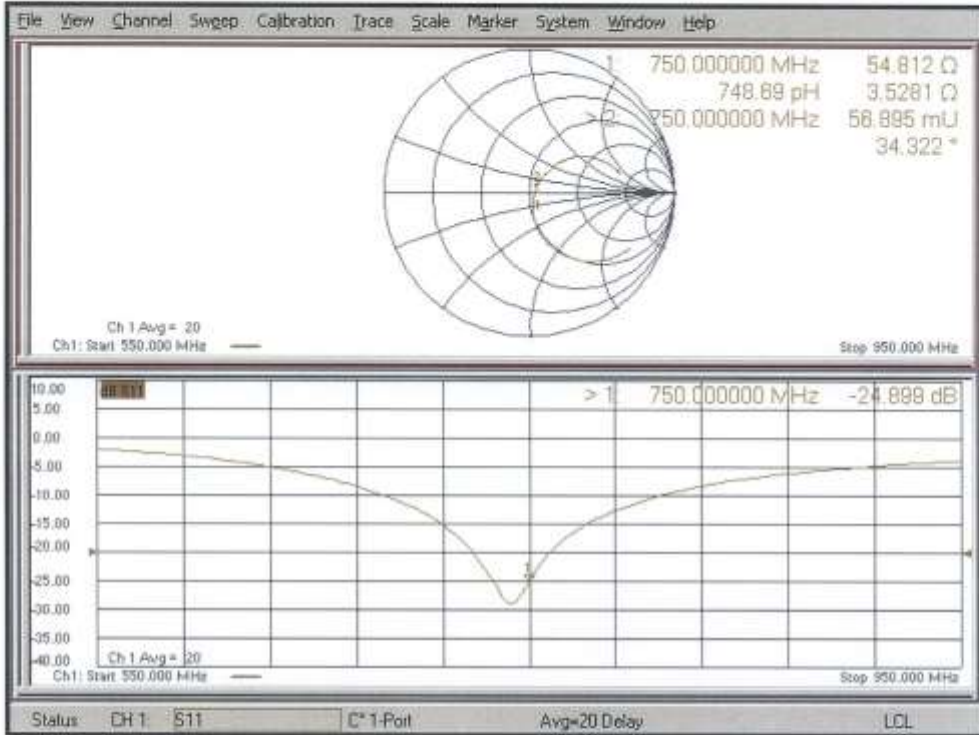 File View Channel Sweep Calibration Trace Scale Marker System Window Help
1: 750.000000 MHz 54.812 Ω
748.69 pH 3.5281 Ω
> 2: 750.000000 MHz 56.895 mU
34.322 °
Ch 1 Avg = 20
Ch1: Start 550.000 MHz Stop 950.000 MHz
10.00 dB S11 > 1: 750.000000 MHz -24.899 dB
5.00
0.00
-5.00
-10.00
-15.00
-20.00
1
-25.00
-30.00
-35.00
-40.00 Ch 1 Avg = 20
Ch1: Start 550.000 MHz Stop 950.000 MHz
Status CH 1: S11 C* 1-Port Avg=20 Delay LCL